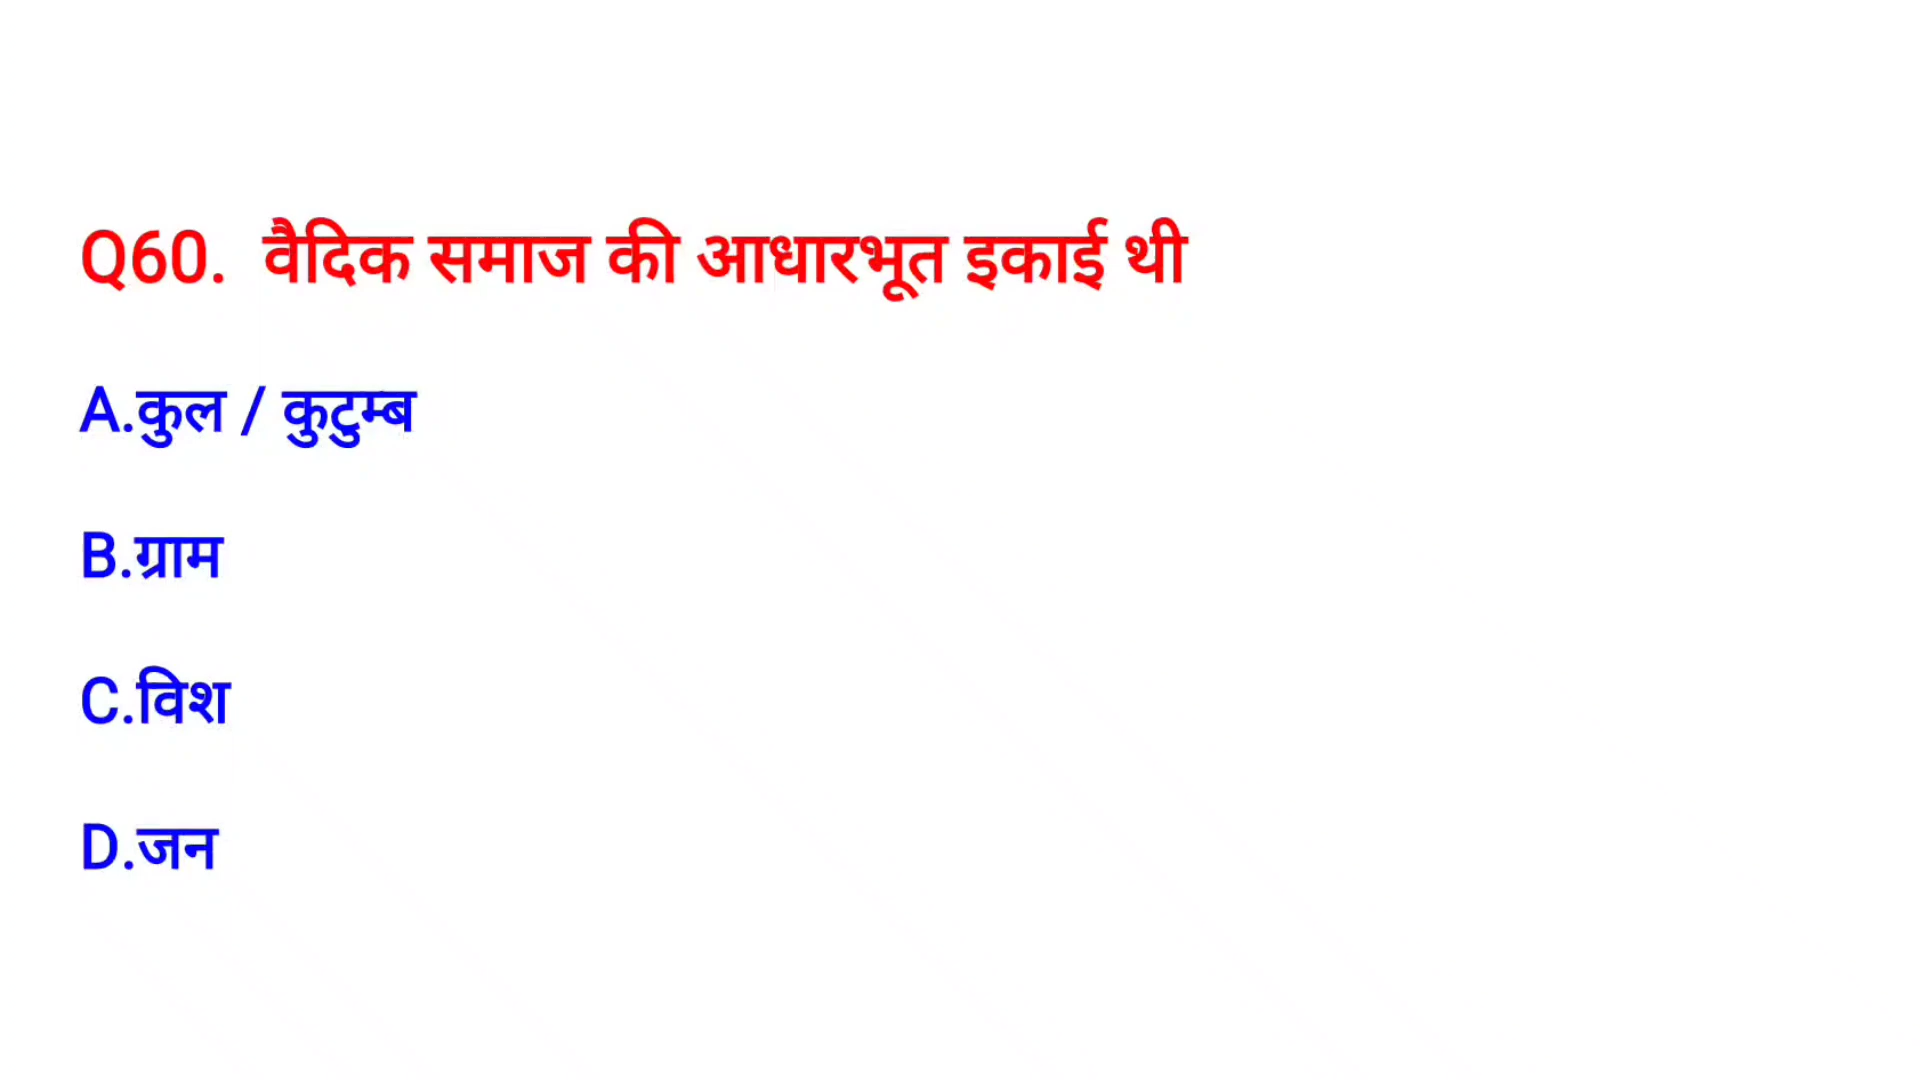 Q60. वैदिक समाज की आधारभूत इकाई थी
A.कुल / कुटुम्ब
B.ग्राम
C.विश
D.जन